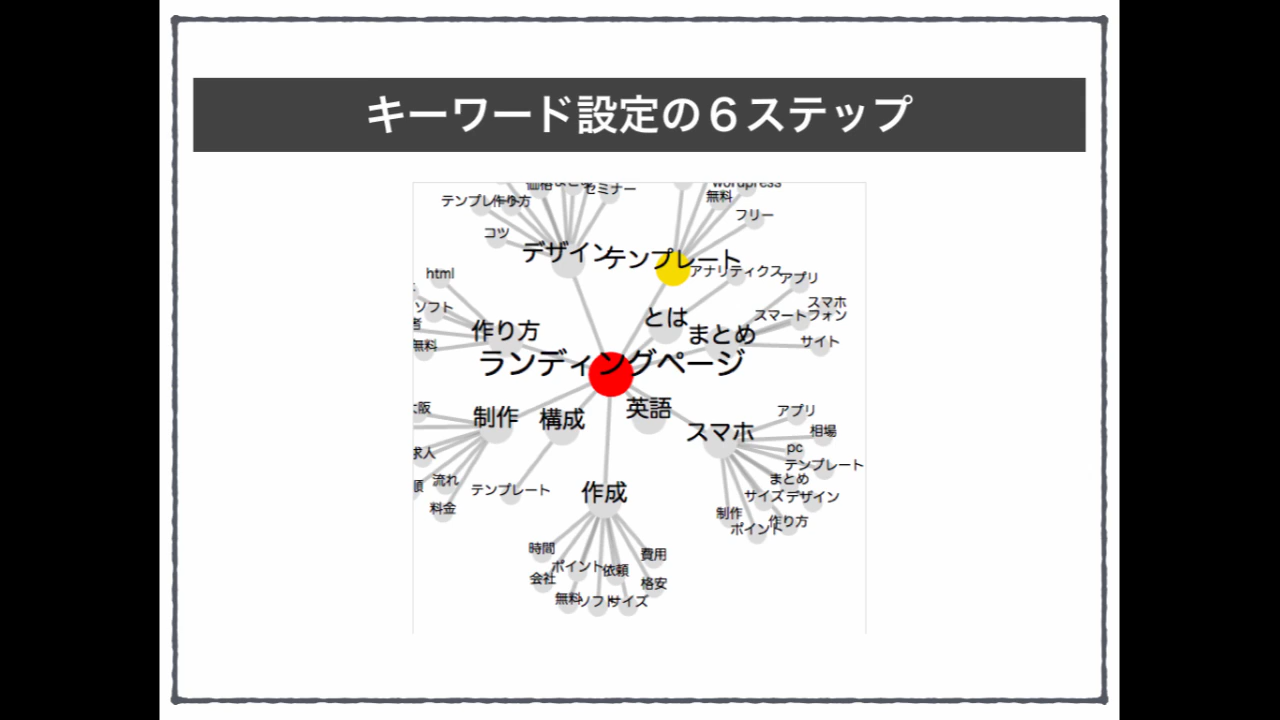 キーワード設定の６ステップ
価格
セミナー
wordpress
テンプレート
作り方
無料
フリー
コツ
デザイン
テンプレート
アナリティクス
アプリ
html
ソフト
スマホ
スマートフォン
とは
まとめ
サイト
作り方
無料
ランディングページ
大阪
制作
構成
英語
スマホ
アプリ
相場
pc
求人
テンプレート
まとめ
流れ
テンプレート
作成
サイズ
デザイン
料金
制作
作り方
ポイント
時間
費用
ポイント
依頼
会社
格安
無料
ソフト
サイズ